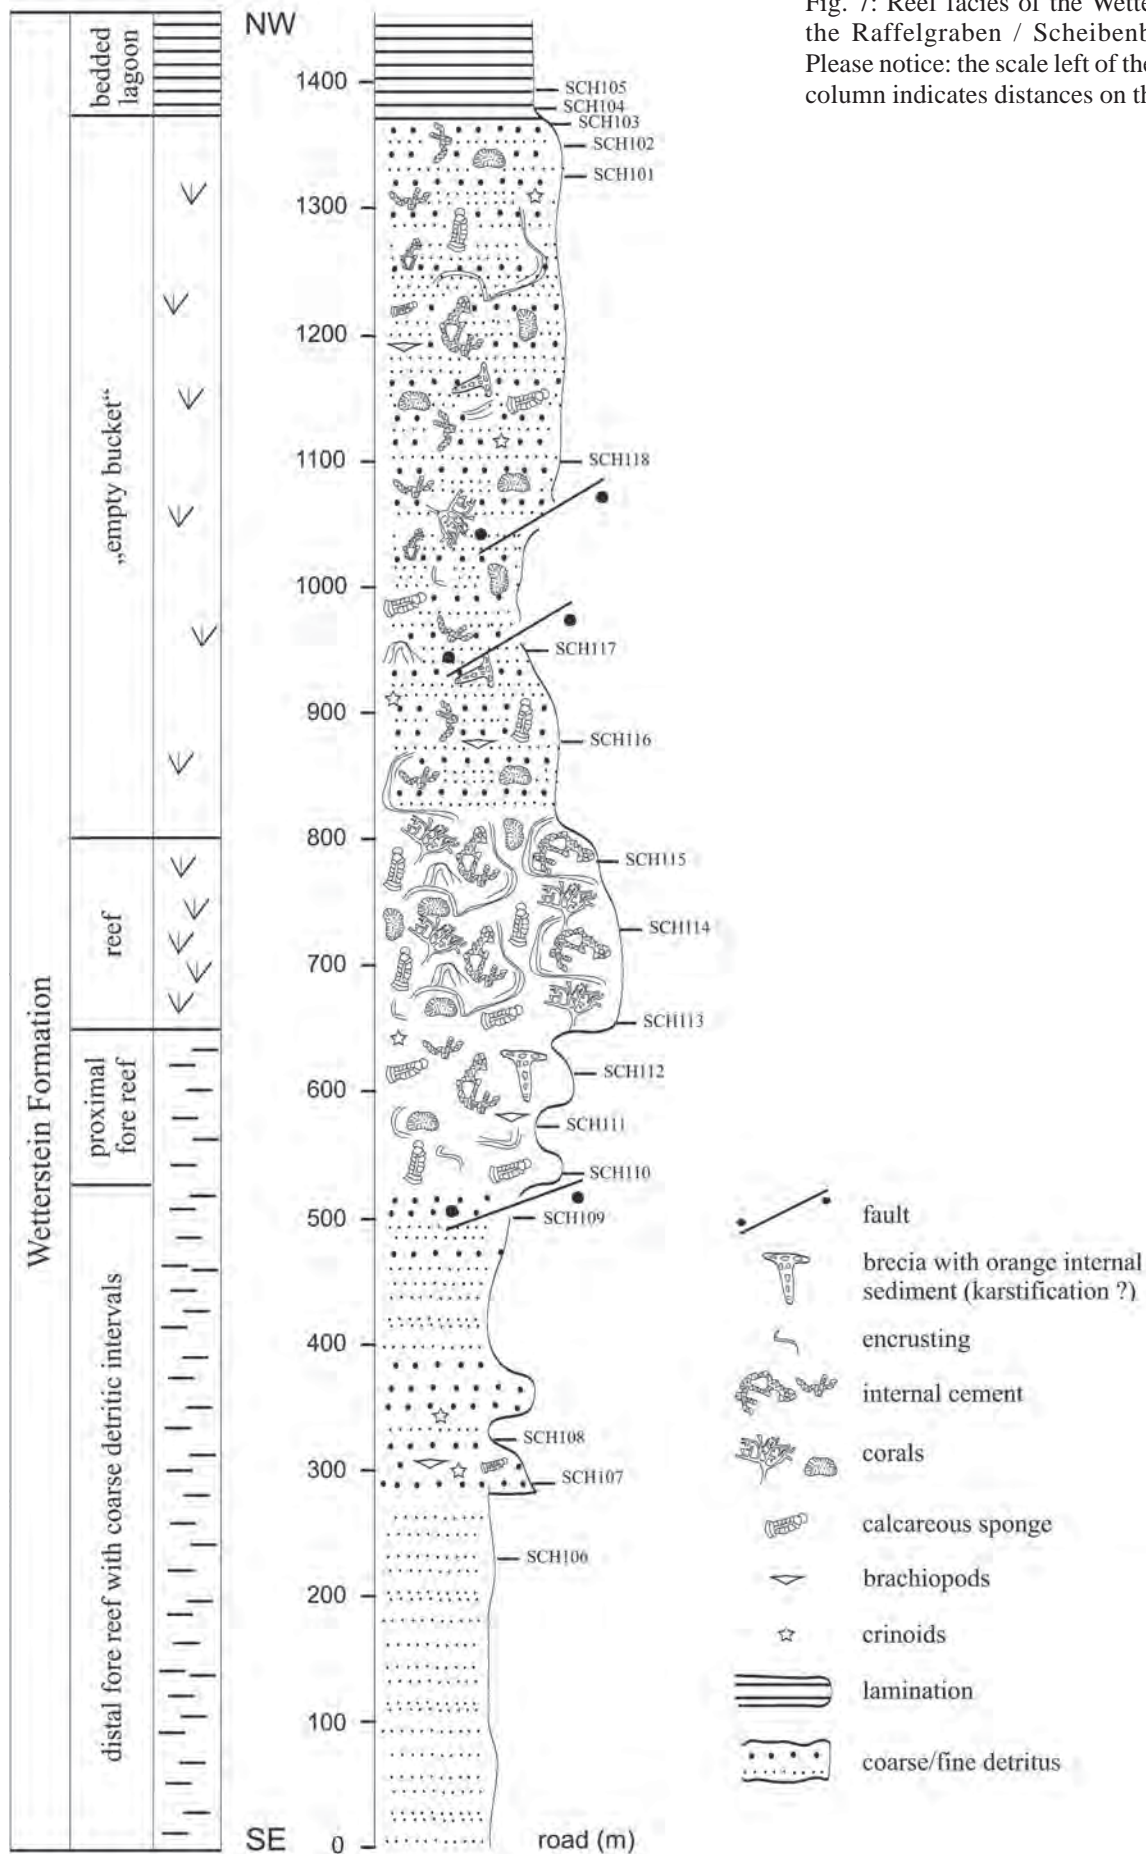 Fig. 7: Reef facies of the Wette
the Raffelgraben / Scheibenb
Please notice: the scale left of the
column indicates distances on th
NW
bedded
lagoon
„empty bucket“
reef
proximal
fore reef
distal fore reef with coarse detritic intervals
Wetterstein Formation
1400
1300
1200
1100
1000
900
800
700
600
500
400
300
200
100
0
SE
road (m)
SCH105
SCH104
SCH103
SCH102
SCH101
SCH118
SCH117
SCH116
SCH115
SCH114
SCH113
SCH112
SCH111
SCH110
SCH109
SCH108
SCH107
SCH106
fault
brecia with orange internal
sediment (karstification ?)
encrusting
internal cement
corals
calcareous sponge
brachiopods
crinoids
lamination
coarse/fine detritus